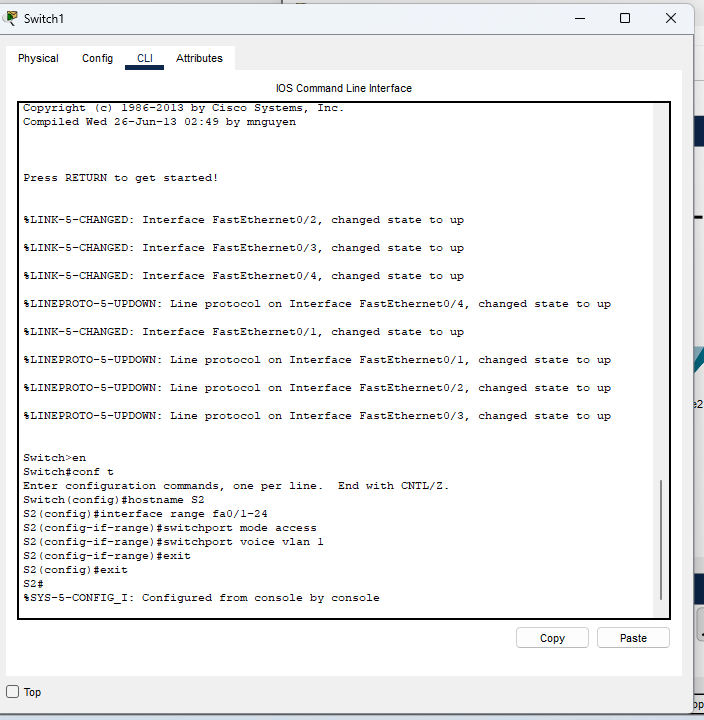 Switch1
Physical
Config
CLI
Attributes
IOS Command Line Interface
Copyright (c) 1986-2013 by Cisco Systems, Inc.
Compiled Wed 26-Jun-13 02:49 by mnguyen
Press RETURN to get started!
%LINK-5-CHANGED: Interface FastEthernet0/2, changed state to up
%LINK-5-CHANGED: Interface FastEthernet0/3, changed state to up
%LINK-5-CHANGED: Interface FastEthernet0/4, changed state to up
%LINEPROTO-5-UPDOWN: Line protocol on Interface FastEthernet0/4, changed state to up
%LINK-5-CHANGED: Interface FastEthernet0/1, changed state to up
%LINEPROTO-5-UPDOWN: Line protocol on Interface FastEthernet0/1, changed state to up
%LINEPROTO-5-UPDOWN: Line protocol on Interface FastEthernet0/2, changed state to up
%LINEPROTO-5-UPDOWN: Line protocol on Interface FastEthernet0/3, changed state to up
Switch>en
Switch#conf t
Enter configuration commands, one per line.  End with CNTL/Z.
Switch(config)#hostname S2
S2(config)#interface range fa0/1-24
S2(config-if-range)#switchport mode access
S2(config-if-range)#switchport voice vlan 1
S2(config-if-range)#exit
S2(config)#exit
S2#
%SYS-5-CONFIG_I: Configured from console by console
Copy
Paste
Top